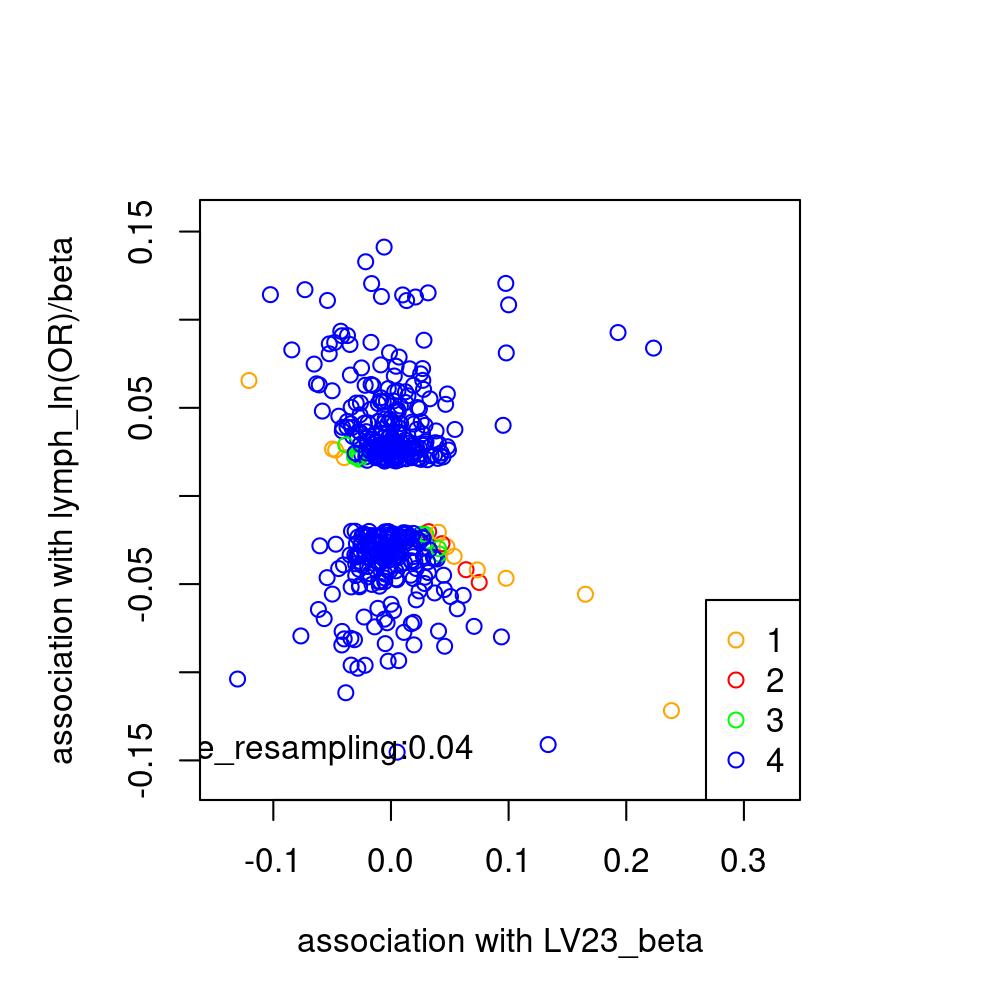 association with lymph_ln(OR)/beta
0.15
0.05
-0.05
-0.15
e_resampling:0.04
1
2
3
4
-0.1 0.0 0.1 0.2 0.3
association with LV23_beta